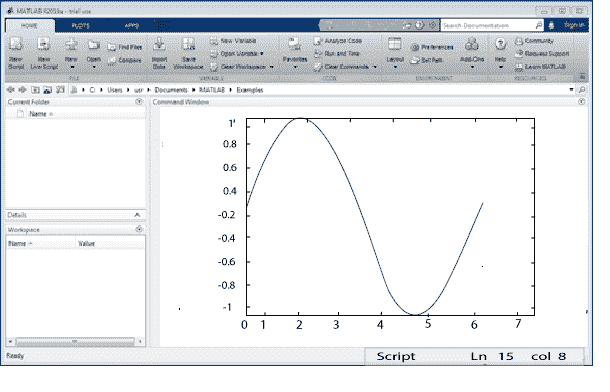 MATLAB R2015a - trial use
HOME PLOTS APPS Search Documentation Sign In
New Script New Live Script New Open Find Files Compare Import Data Save Workspace New Variable Open Variable Clear Workspace Favorites Analyze Code Run and Time Clear Commands Layout Preferences Set Path Add-Ons Help Community Request Support Learn MATLAB
FILE VARIABLE CODE ENVIRONMENT RESOURCES
C: Users usr Documents MATLAB Examples
Current Folder Command Window
Name
1
0.8
0.6
0.4
-0.2
-0.4
-0.6
-0.8
-1
0 1 2 3 4 5 6 7
Details
Workspace
Name Value
Ready Script Ln 15 col 8